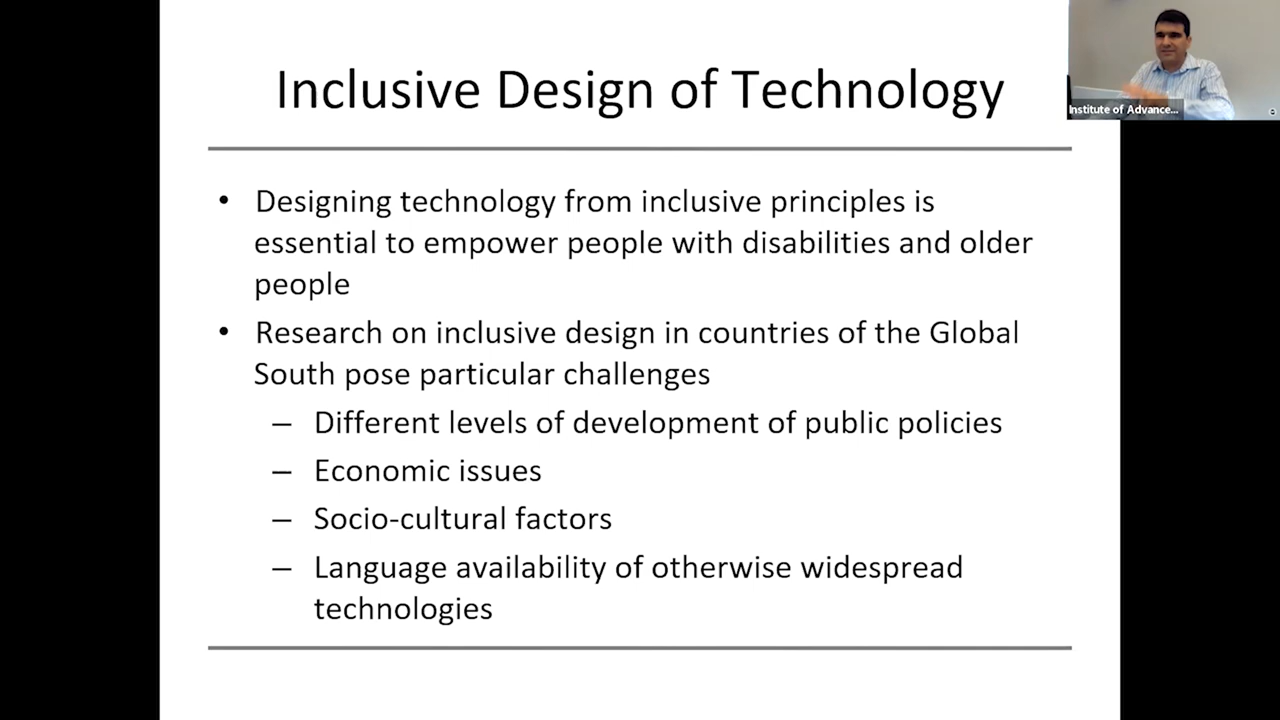 Inclusive Design of Technology
Institute of Advance...
• Designing technology from inclusive principles is
essential to empower people with disabilities and older
people
• Research on inclusive design in countries of the Global
South pose particular challenges
– Different levels of development of public policies
– Economic issues
– Socio-cultural factors
– Language availability of otherwise widespread
technologies